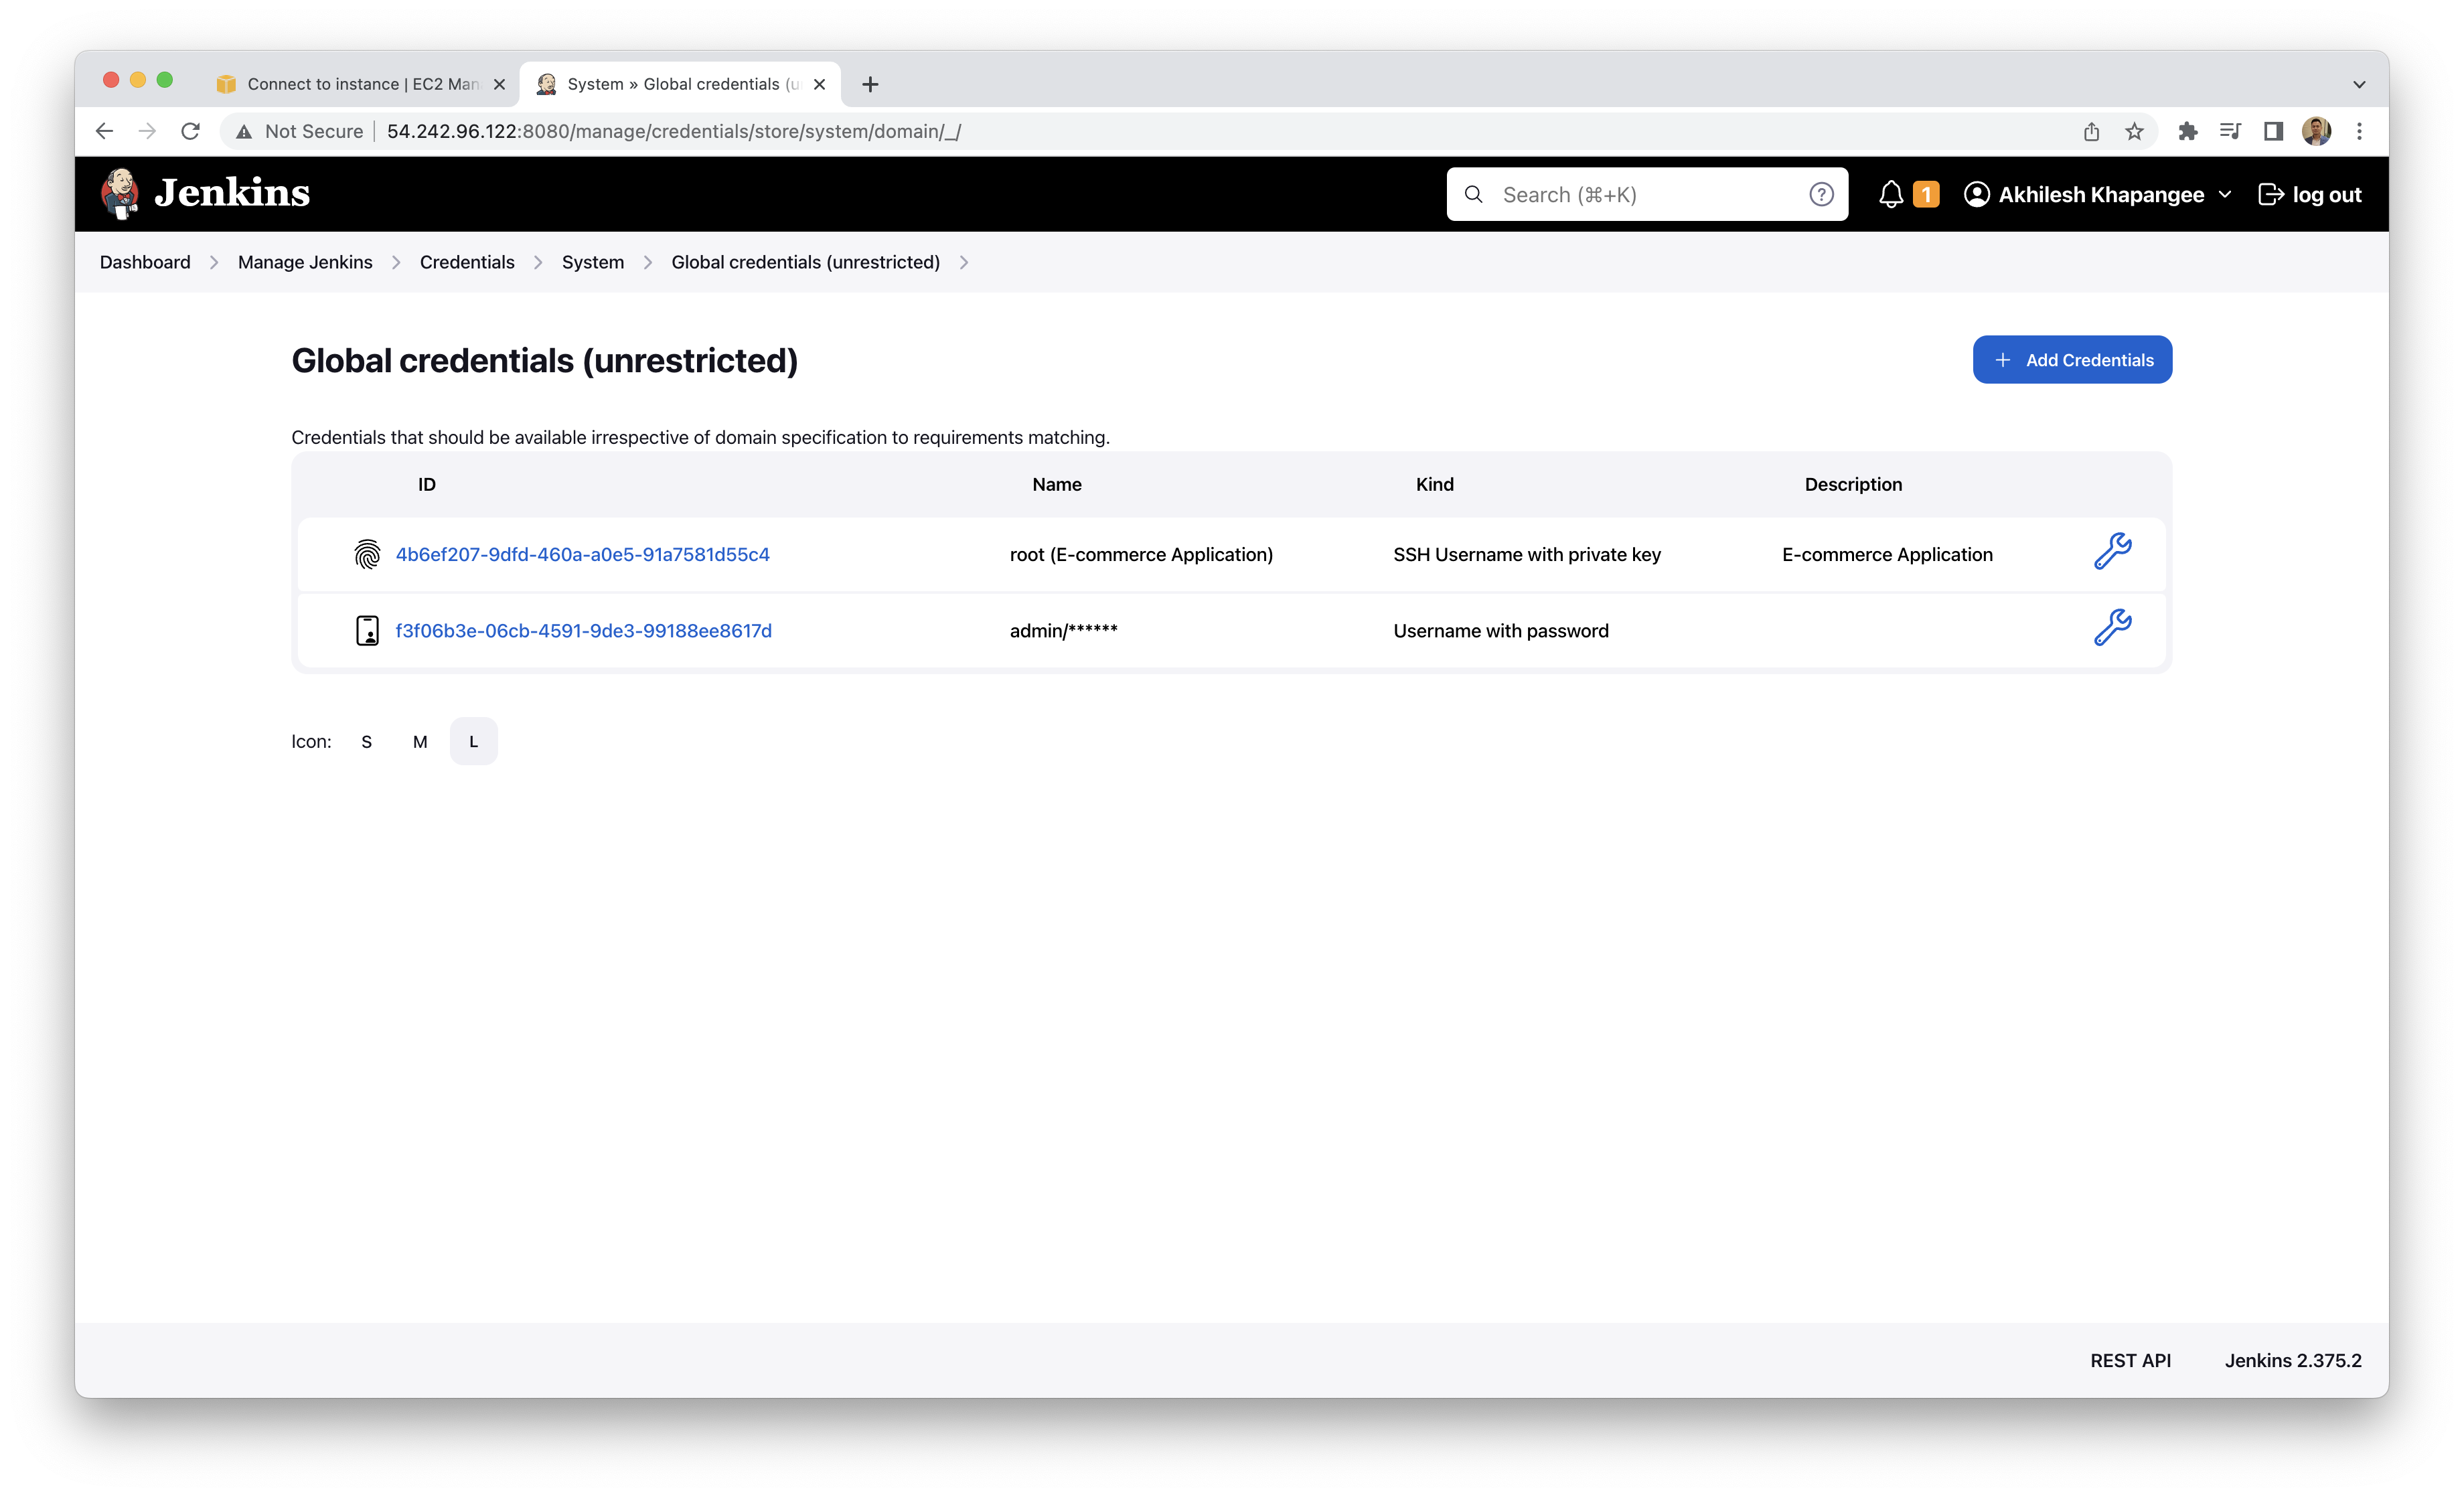 Connect to instance | EC2 Man
System » Global credentials (u
Not Secure
54.242.96.122:8080/manage/credentials/store/system/domain/_/
Jenkins
Search (⌘+K)
?
1
Akhilesh Khapangee
log out
Dashboard
Manage Jenkins
Credentials
System
Global credentials (unrestricted)
Global credentials (unrestricted)
Add Credentials
Credentials that should be available irrespective of domain specification to requirements matching.
ID Name Kind Description
4b6ef207-9dfd-460a-a0e5-91a7581d55c4 root (E-commerce Application) SSH Username with private key E-commerce Application
f3f06b3e-06cb-4591-9de3-99188ee8617d admin/****** Username with password
Icon: S M L
REST API Jenkins 2.375.2